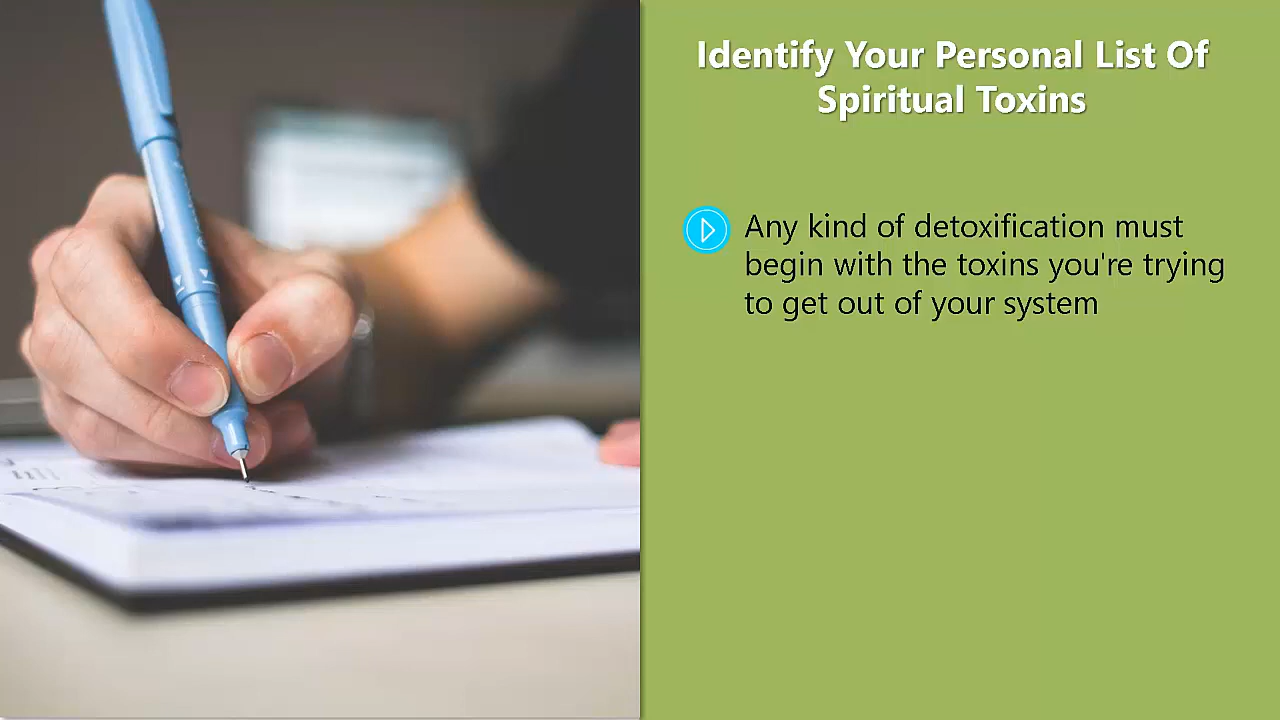 Identify Your Personal List Of
Spiritual Toxins
Any kind of detoxification must
begin with the toxins you're trying
to get out of your system